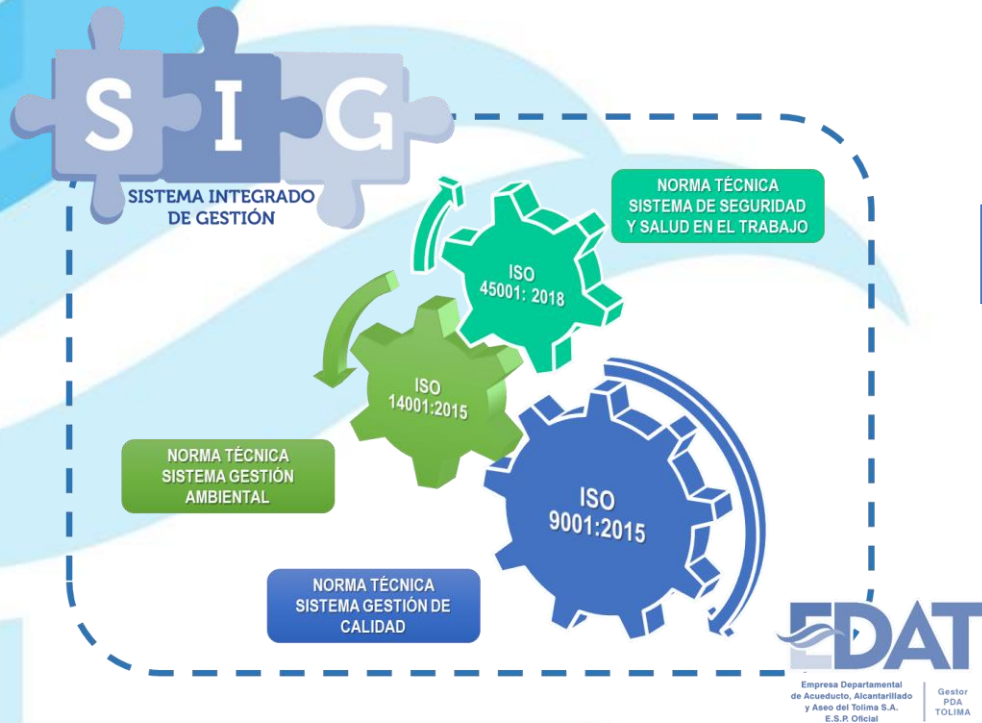 SIG
SISTEMA INTEGRADO
DE GESTIÓN
NORMA TÉCNICA
SISTEMA DE SEGURIDAD
Y SALUD EN EL TRABAJO
ISO
45001: 2018
ISO
14001:2015
NORMA TÉCNICA
SISTEMA GESTIÓN
AMBIENTAL
ISO
9001:2015
NORMA TÉCNICA
SISTEMA GESTIÓN DE
CALIDAD
EDAT
Empresa Departamental
de Acueducto, Alcantarillado
y Aseo del Tolima S.A.
E.S.P. Oficial
Gestor
PDA
TOLIMA